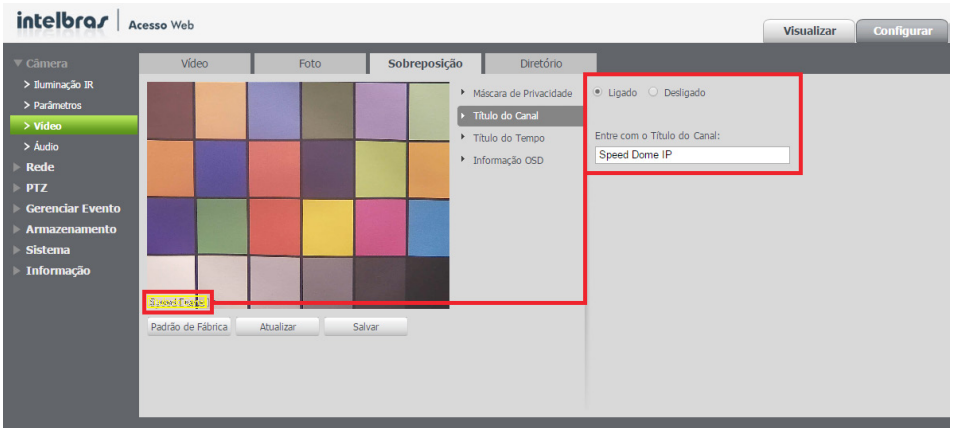 intelbras Acesso Web
Visualizar Configurar
Câmera
> Iluminação IR
> Parâmetros
> Vídeo
> Áudio
Rede
PTZ
Gerenciar Evento
Armazenamento
Sistema
Informação
Vídeo Foto Sobreposição Diretório
Máscara de Privacidade
Título do Canal
Título do Tempo
Informação OSD
Ligado Desligado
Entre com o Título do Canal:
Speed Dome IP
Padrão de Fábrica Atualizar Salvar